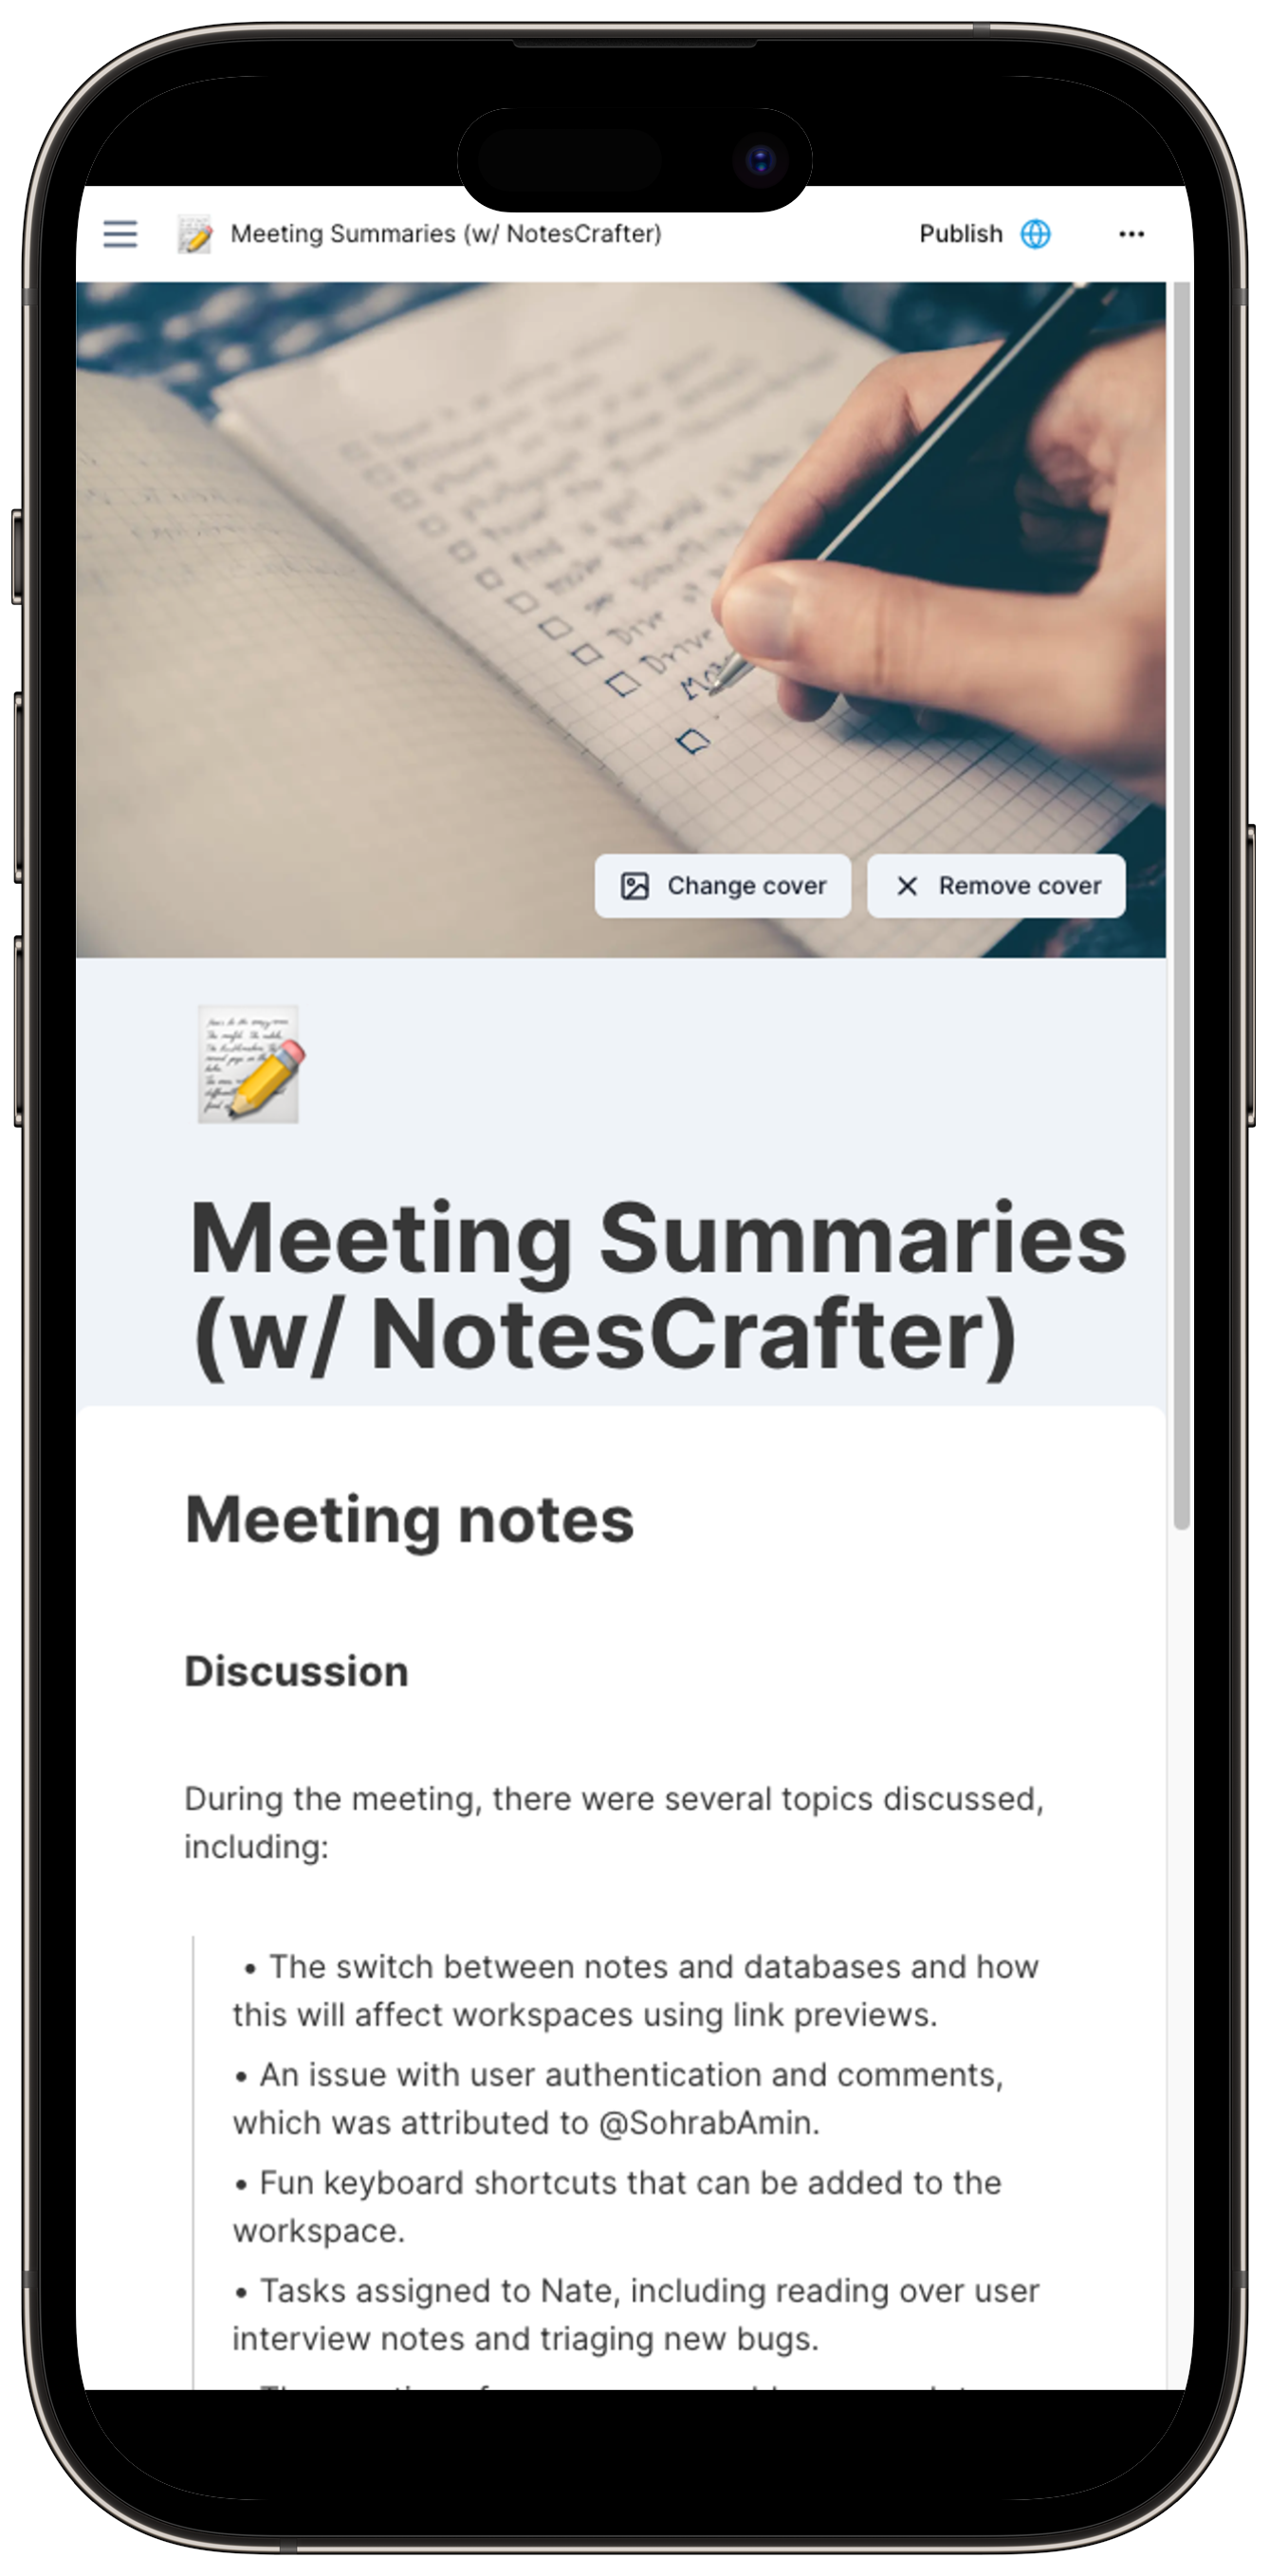 Meeting Summaries (w/ NotesCrafter)
Publish
Drive
Drive
Change cover
Remove cover
Meeting Summaries
(w/ NotesCrafter)
Meeting notes
Discussion
During the meeting, there were several topics discussed,
including:
• The switch between notes and databases and how
this will affect workspaces using link previews.
• An issue with user authentication and comments,
which was attributed to @SohrabAmin.
• Fun keyboard shortcuts that can be added to the
workspace.
• Tasks assigned to Nate, including reading over user
interview notes and triaging new bugs.